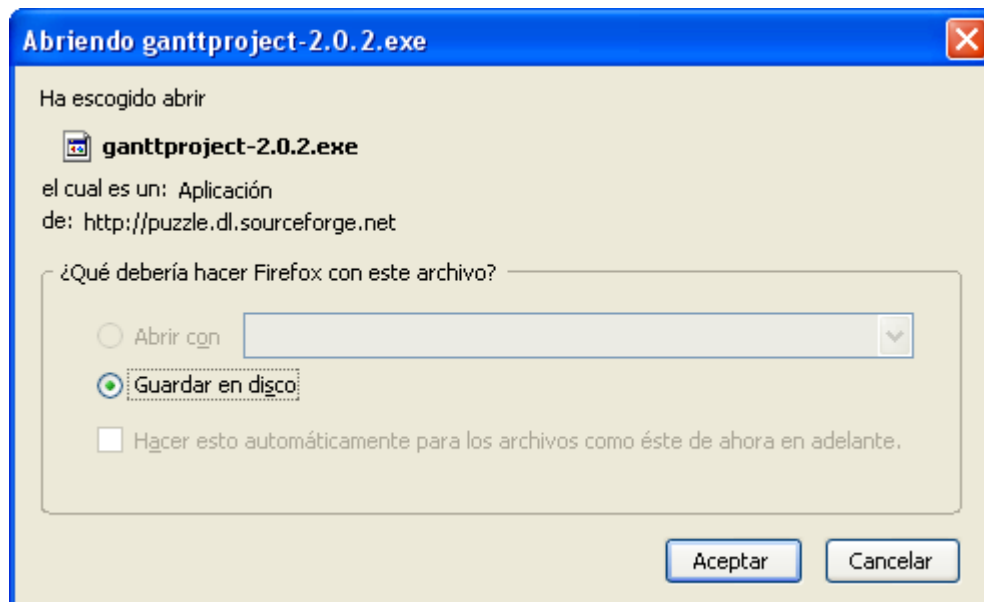 Abriendo ganttproject-2.0.2.exe
Ha escogido abrir
ganttproject-2.0.2.exe
el cual es un: Aplicación
de: http://puzzle.dl.sourceforge.net
¿Qué debería hacer Firefox con este archivo?
Abrir con
Guardar en disco
Hacer esto automáticamente para los archivos como éste de ahora en adelante.
Aceptar Cancelar